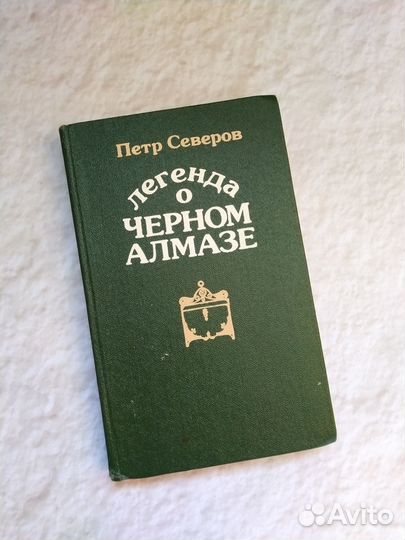 Петр Северов
легенда
о
ЧЕРНОМ
АЛМАЗЕ
Avito